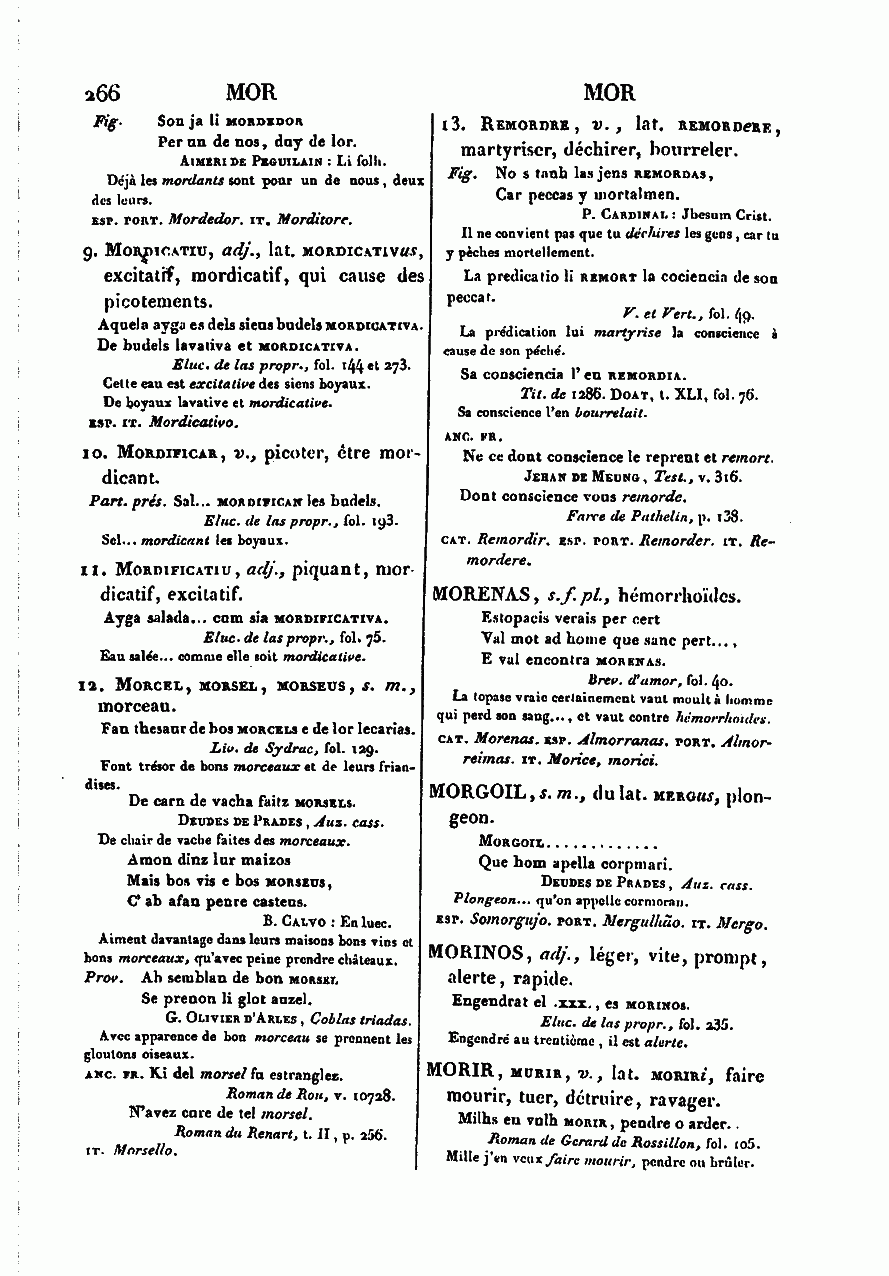 266 MOR MOR
Fig. Son ja li MORDEDOR
Per un de nos, duy de lor.
AIMERI DE PEGUILAIN : Li folh.
Déjà les mordants sont pour un de nous, deux
des leurs.
ESP. PORT. Mordedor. IT. Morditore.
9. MORDICATIU, adj., lat. MORDICATIVus,
excitatif, mordicatif, qui cause des
picotements.
Aquela ayga es dels siens budels MORDICATIVA.
De budels lavativa et MORDICATIVA.
Eluc. de las propr., fol. 144 et 273.
Cette eau est excitative des siens boyaux.
De boyaux lavative et mordicative.
ESP. IT. Mordicativo.
10. MORDIFICAR, v., picoter, être mor-
dicant.
Part. prés. Sal... MORDIFICAN les budels.
Eluc. de las propr., fol. 193.
Sel... mordicant les boyaux.
11. MORDIFICATIU, adj., piquant, mor-
dicatif, excitatif.
Ayga salada... cum sia MORDIFICATIVA.
Eluc. de las propr., fol. 75.
Eau salée... comme elle soit mordicative.
12. MORCEL, MORSEL, MORSEUS, s. m.,
morceau.
Fan thesaur de bos MORCELS e de lor lecarias.
Liv. de Sydrac, fol. 129.
Font trésor de bons morceaux et de leurs frian-
dises.
De carn de vacha faitz MORSELS.
DEUDES DE PRADES, Auz. cass.
De chair de vache faites des morceaux.
Amon dinz lur maizos
Mais bos vis e bos MORSEUS,
C' ab afan penre castens.
B. CALVO : En luec.
Aiment davantage dans leurs maisons bons vins et
bons morceaux, qu'avec peine prendre châteaux.
Prov. Ab semblan de bon MORSEL
Se prenon li glot auzel.
G. OLIVIER D'ARLES, Coblas triadas.
Avec apparence de bon morceau se prennent les
gloutons oiseaux.
ANC. FR. Ki del morsel fu estranglez.
Roman de Rou, v. 10728.
N'avez cure de tel morsel.
Roman du Renart, t. II, p. 256.
IT. Morsello.
13. REMORDRE, v., lat. REMORDeRE,
martyriser, déchirer, bourreler.
Fig. No s tanh las jens REMORDAS,
Car peccas y mortalmen.
P. CARDINAL : Jhesum Crist.
Il ne convient pas que tu déchires les gens, car tu
y pèches mortellement.
La predicatio li REMORT la cociencia de son
peccat.
V. et Vert., fol. 49.
La prédication lui martyrise la conscience à
cause de son péché.
Sa consciencia l' en REMORDIA.
Tit. de 1286. DOAT, t. XLI, fol. 76.
Sa conscience l'en bourrelait.
ANC. FR.
Ne ce dont conscience le reprent et remort.
JEHAN DE MEUNG, Test., v. 316.
Dont conscience vous remorde.
Farce de Pathelin, p. 138.
CAT. Remordir. ESP. PORT. Remorder. IT. Re-
mordere.
MORENAS, s. f. pl., hémorrhoïdes.
Estopacis verais per cert
Val mot ad home que sanc pert...,
E val encontra MORENAS.
Brev. d'amor, fol. 40.
La topase vraie certainement vaut moult à homme
qui perd son sang..., et vaut contre hémorrhoïdes.
CAT. Morenas. ESP. Almorranas. PORT. Almor-
reimas. IT. Morice, morici.
MORGOIL, s. m., du lat. MERGus, plon-
geon.
MORGOIL.............
Que hom apella corpmari.
DEUDES DE PRADES, Auz. cass.
Plongeon... qu'on appelle cormoran.
ESP. Somorgujo. PORT. Mergulhão. IT. Mergo.
MORINOS, adj., léger, vite, prompt,
alerte, rapide.
Engendrat el .XXX., es MORINOS.
Eluc. de las propr., fol. 235.
Engendré au trentième, il est alerte.
MORIR, MURIR, v., lat. MORIRi, faire
mourir, tuer, détruire, ravager.
Milhs en vulh MORIR, pendre o arder.
Roman de Gerard de Rossillon, fol. 105.
Mille j'en veux faire mourir, pendre ou brûler.